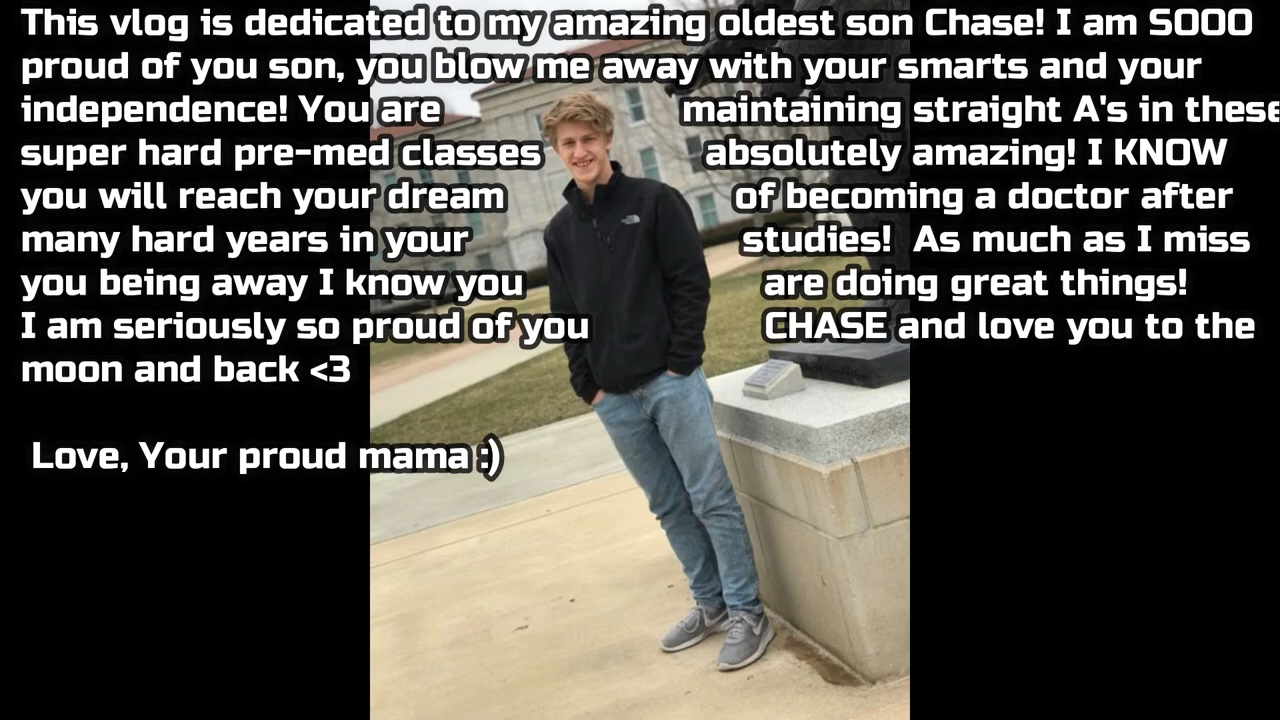 This vlog is dedicated to my amazing oldest son Chase! I am SOOO
proud of you son, you blow me away with your smarts and your
independence! You are maintaining straight A's in these
super hard pre-med classes absolutely amazing! I KNOW
you will reach your dream of becoming a doctor after
many hard years in your studies! As much as I miss
you being away I know you are doing great things!
I am seriously so proud of you CHASE and love you to the
moon and back <3
Love, Your proud mama :)